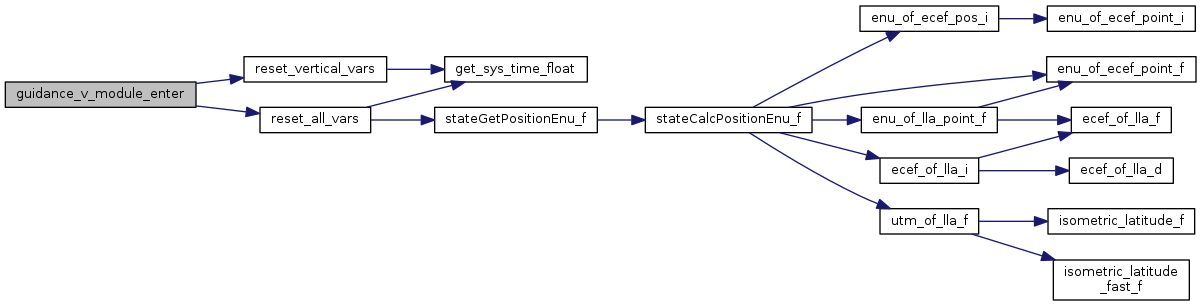 guidance_v_module_enter
reset_vertical_vars
reset_all_vars
get_sys_time_float
stateGetPositionEnu_f
stateCalcPositionEnu_f
enu_of_ecef_pos_i
enu_of_lla_point_f
ecef_of_lla_i
utm_of_lla_f
enu_of_ecef_point_i
enu_of_ecef_point_f
ecef_of_lla_f
ecef_of_lla_d
isometric_latitude_f
isometric_latitude
_fast_f